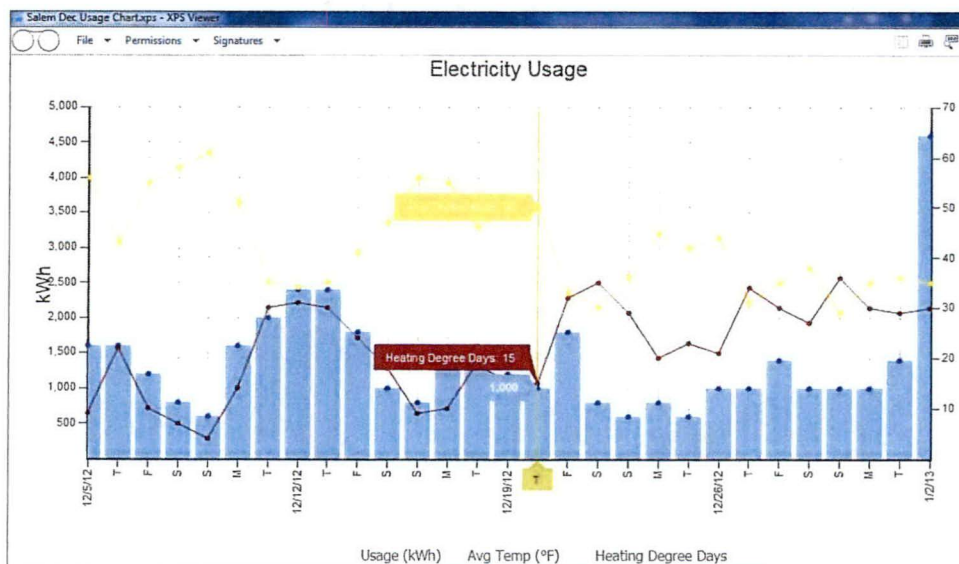 Salem Dec Usage Chart.xps - XPS Viewer
File Permissions Signatures
Electricity Usage
kWh
5,000
4,500
4,000
3,500
3,000
2,500
2,000
1,500
1,000
500
70
60
50
40
30
20
10
Heating Degree Days: 15
1,000
12/5/12 T F S S M T 12/12/12 T F S S M T 12/19/12 T F S S M T 12/26/12 T F S S M T 1/2/13
Usage (kWh) Avg Temp (°F) Heating Degree Days